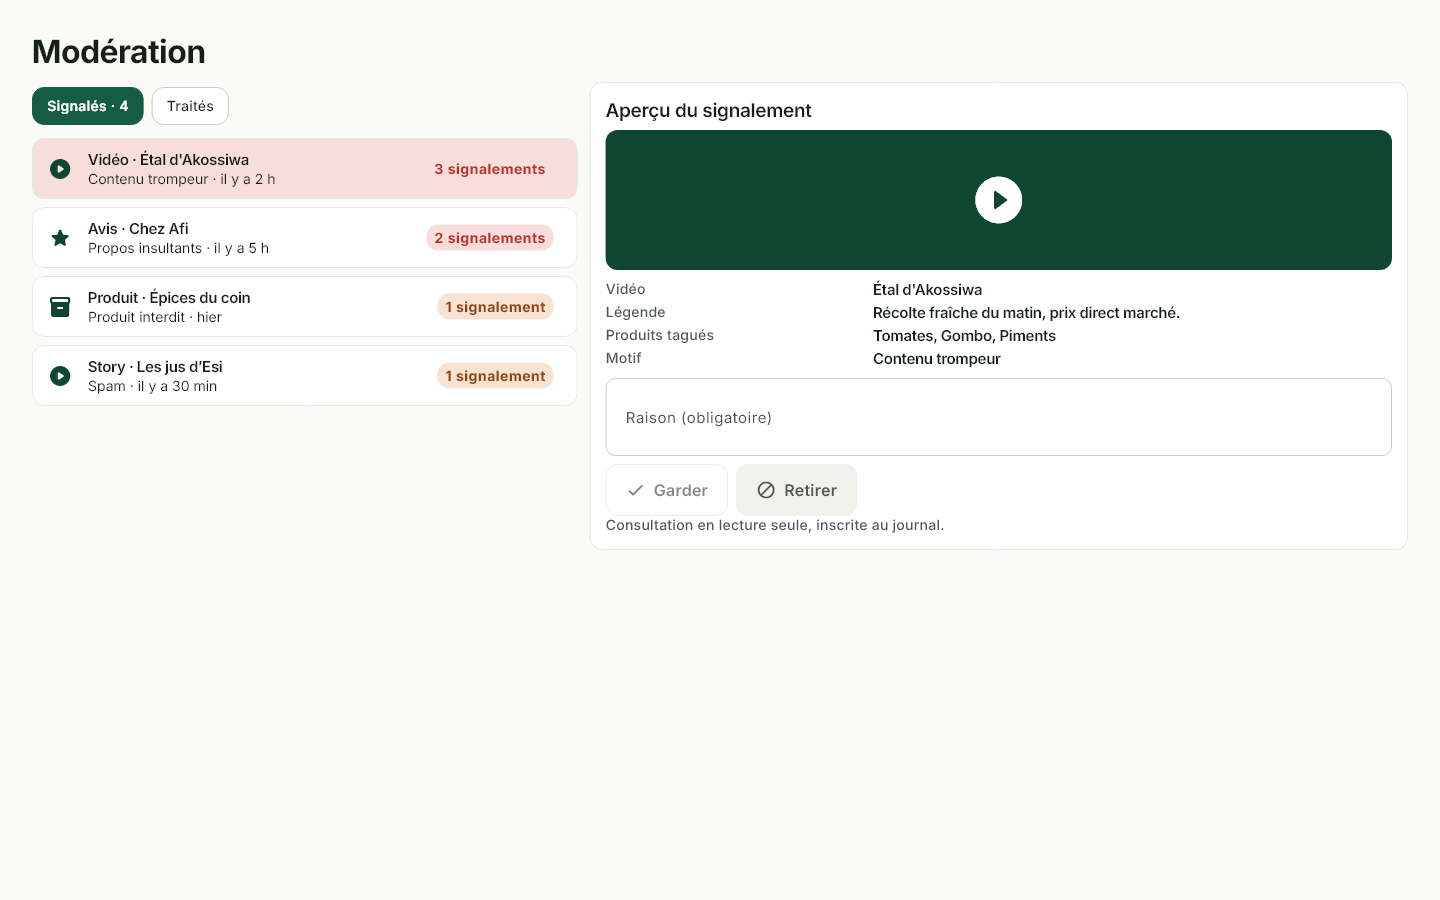 Modération
Signalés · 4
Traités
Vidéo · Étal d'Akossiwa
Contenu trompeur · il y a 2 h
3 signalements
Avis · Chez Afi
Propos insultants · il y a 5 h
2 signalements
Produit · Épices du coin
Produit interdit · hier
1 signalement
Story · Les jus d’Esi
Spam · il y a 30 min
1 signalement
Aperçu du signalement
Vidéo Étal d'Akossiwa
Légende Récolte fraîche du matin, prix direct marché.
Produits tagués Tomates, Gombo, Piments
Motif Contenu trompeur
Raison (obligatoire)
Garder
Retirer
Consultation en lecture seule, inscrite au journal.